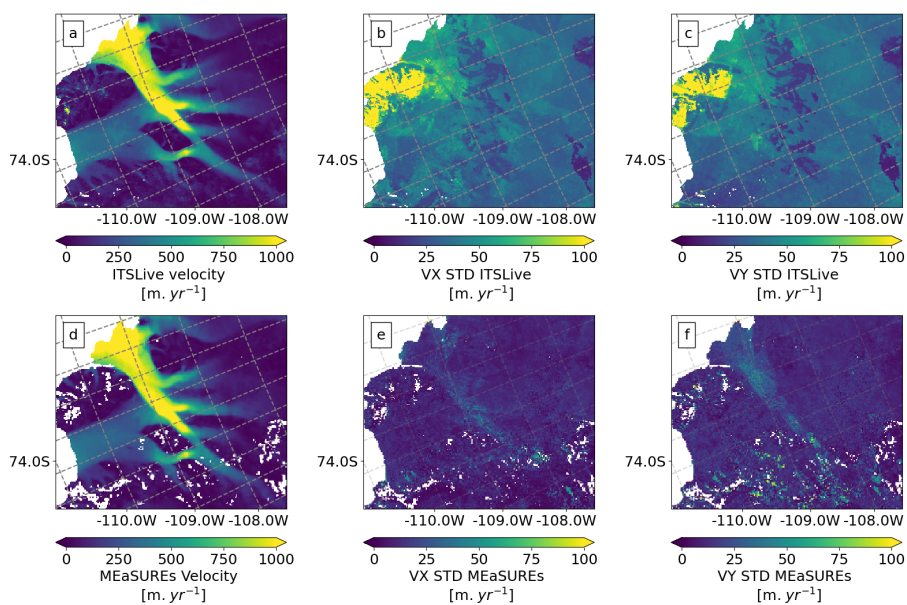 a
b
c
74.0S
74.0S
74.0S
-110.0W -109.0W -108.0W
-110.0W -109.0W -108.0W
-110.0W -109.0W -108.0W
0 250 500 750 1000
0 25 50 75 100
0 25 50 75 100
ITSLive velocity
[m. yr⁻¹]
VX STD ITSLive
[m. yr⁻¹]
VY STD ITSLive
[m. yr⁻¹]
d
e
f
74.0S
74.0S
74.0S
-110.0W -109.0W -108.0W
-110.0W -109.0W -108.0W
-110.0W -109.0W -108.0W
0 250 500 750 1000
0 25 50 75 100
0 25 50 75 100
MEaSUREs Velocity
[m. yr⁻¹]
VX STD MEaSUREs
[m. yr⁻¹]
VY STD MEaSUREs
[m. yr⁻¹]